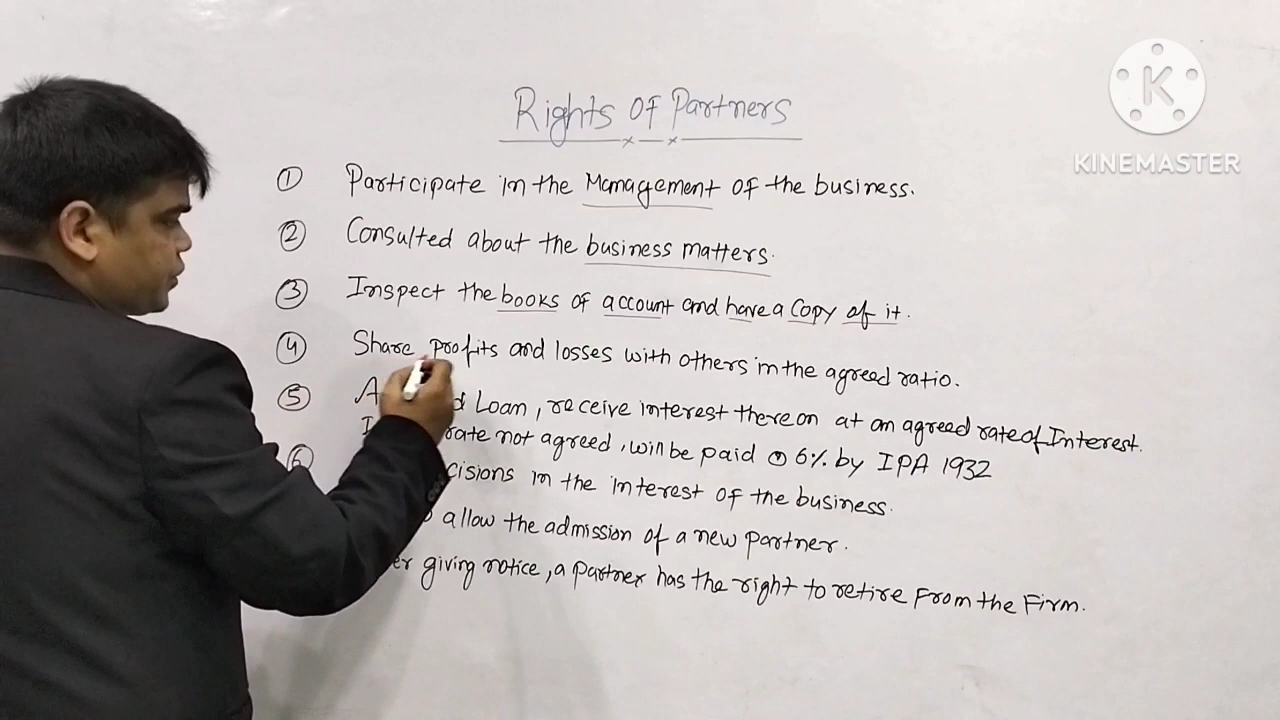 Rights of Partners
① Participate in the Management of the business.
② Consulted about the business matters.
③ Inspect the books of account and have a Copy of it.
④ Share profits and losses with others in the agreed ratio.
⑤ Loan, receive interest there on at an agreed rate of Interest.
rate not agreed, will be paid @ 6% by IPA 1932
⑥ in the interest of the business.
allow the admission of a new partner.
giving notice, a partner has the right to retire From the Firm.
K
KINEMASTER